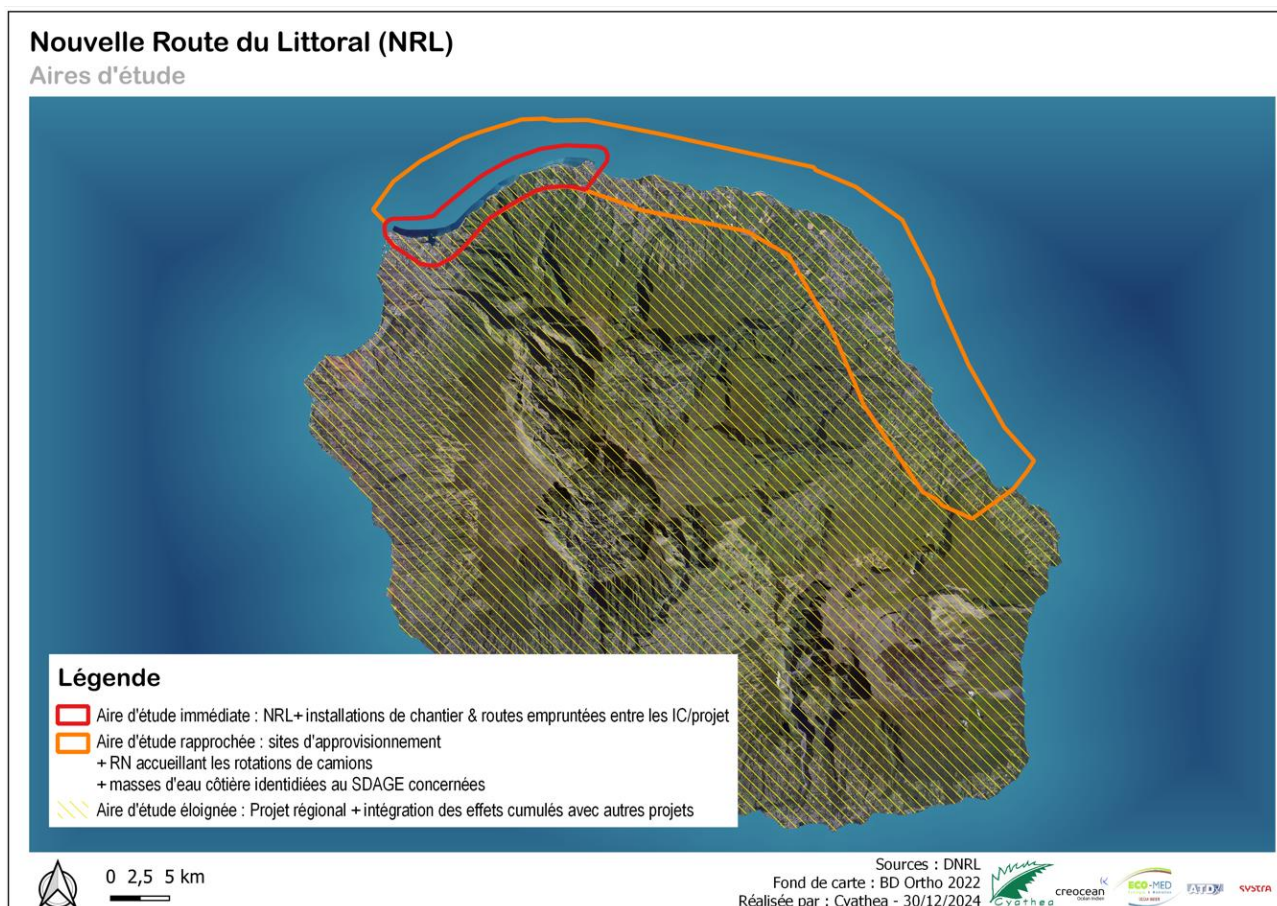 Nouvelle Route du Littoral (NRL)
Aires d'étude
Légende
Aire d'étude immédiate : NRL+ installations de chantier & routes empruntées entre les IC/projet
Aire d'étude rapprochée : sites d'approvisionnement
+ RN accueillant les rotations de camions
+ masses d'eau côtière identidiées au SDAGE concernées
Aire d'étude éloignée : Projet régional + intégration des effets cumulés avec autres projets
0 2,5 5 km
Sources : DNRL
Fond de carte : BD Ortho 2022
Réalisée par : Cyathea - 30/12/2024
Cyathea
creocean
Océan Indien
ECO-MED
systra